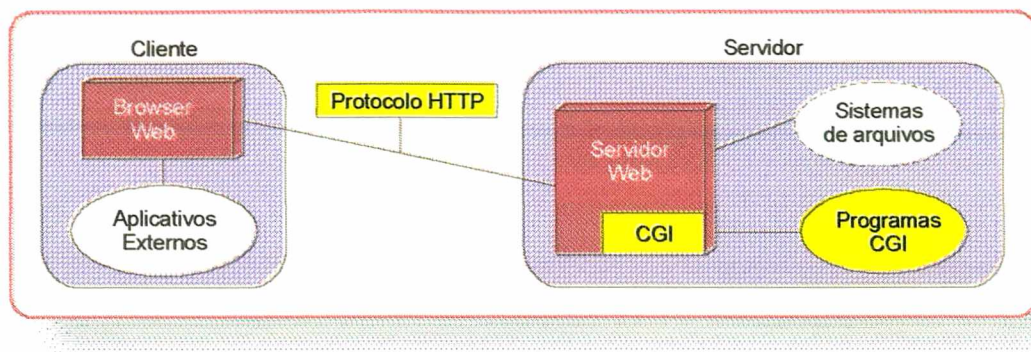 Cliente
Servidor
Browser
Web
Protocolo HTTP
Aplicativos
Externos
Servidor
Web
CGI
Sistemas
de arquivos
Programas
CGI